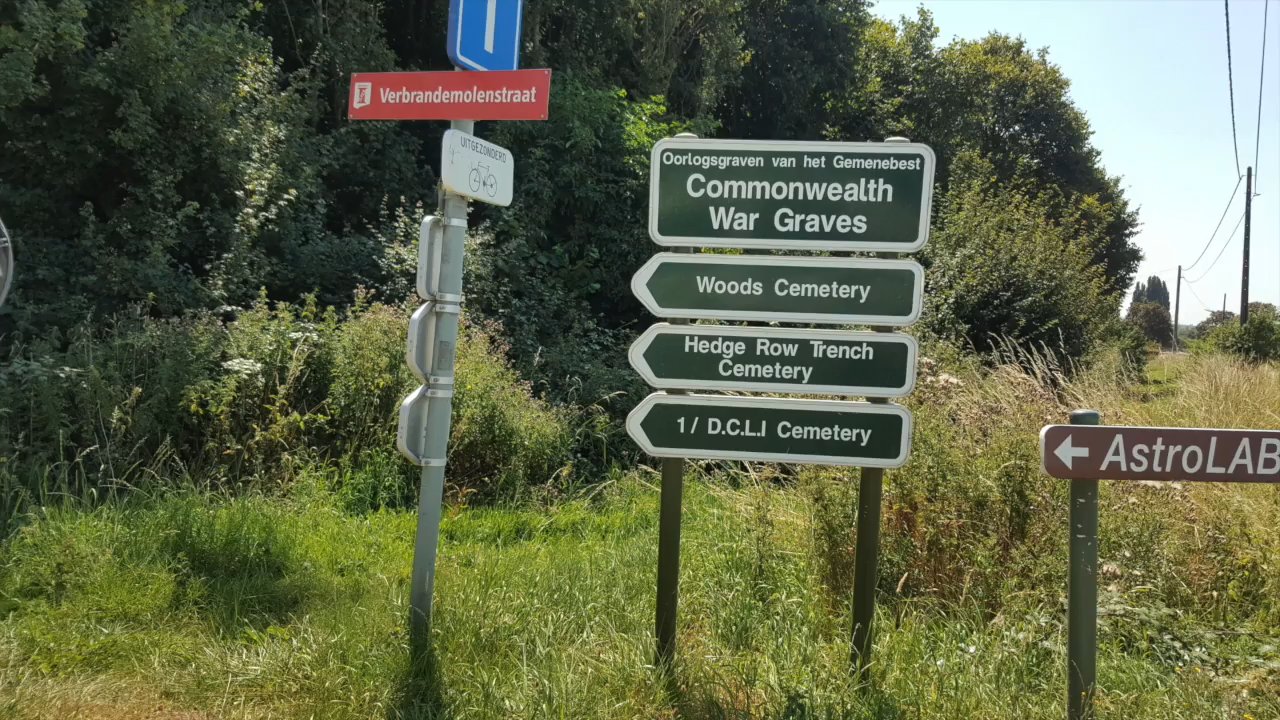 Verbrandemolenstraat
UITGEZONDERD
Oorlogsgraven van het Gemenebest
Commonwealth
War Graves
Woods Cemetery
Hedge Row Trench
Cemetery
1/ D.C.L.I Cemetery
AstroLAB